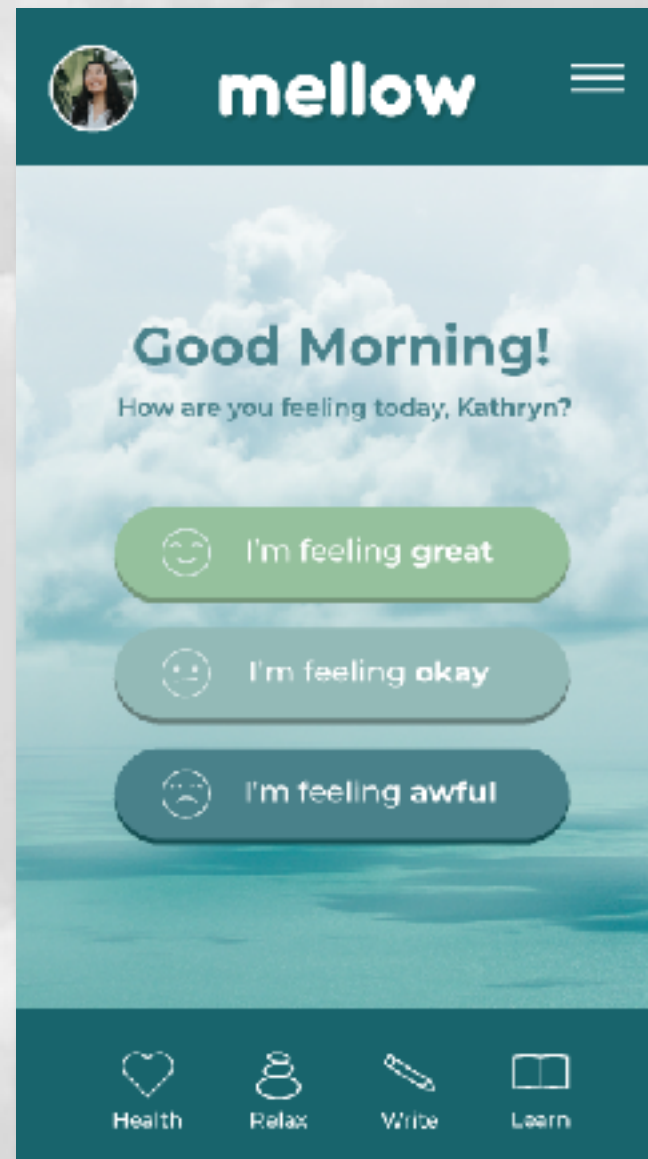 mellow
Good Morning!
How are you feeling today, Kathryn?
I'm feeling great
I'm feeling okay
I'm feeling awful
Health
Relax
Write
Learn